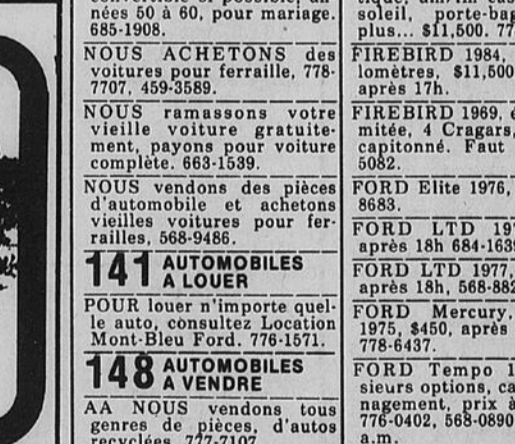 nées 50 à 60, pour mariage.
685-1908.
NOUS ACHETONS des
voitures pour ferraille, 778-
7707, 459-3589.
NOUS ramassons votre
vieille voiture gratuite-
ment, payons pour voiture
complète. 663-1539.
NOUS vendons des pièces
d'automobile et achetons
vieilles voitures pour fer-
railles, 568-9486.
141 AUTOMOBILES
A LOUER
POUR louer n'importe quel-
le auto, consultez Location
Mont-Bleu Ford. 776-1571.
148 AUTOMOBILES
A VENDRE
AA NOUS vendons tous
genres de pièces, d'autos
recyclées, 777-7107
soleil, porte-bag
plus... $11,500. 77
FIREBIRD 1984,
lomètres, $11,500
après 17h.
FIREBIRD 1969, é
mitée, 4 Cragars,
capitonné. Faut
5082.
FORD Elite 1976,
8683.
FORD LTD 197
après 18h 684-1639
FORD LTD 1977,
après 18h, 568-882
FORD Mercury,
1975, $450, après
778-6437.
FORD Tempo 1
sieurs options, ca
nagement, prix à
776-0402, 568-0890
a.m.